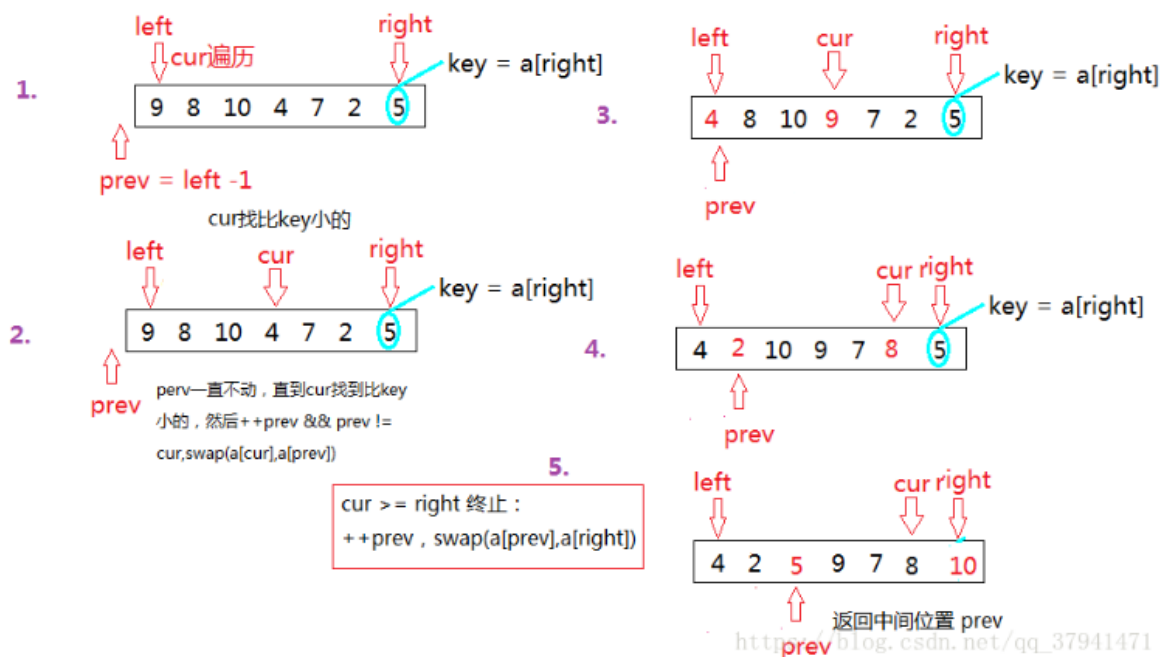 1.
left
right
cur遍历
key = a[right]
9 8 10 4 7 2 5
prev = left -1
cur找比key小的
2.
left
cur
right
key = a[right]
9 8 10 4 7 2 5
prev
perv一直不动，直到cur找到比key
小的，然后++prev && prev !=
cur,swap(a[cur],a[prev])
3.
left
cur
right
key = a[right]
4 8 10 9 7 2 5
prev
4.
left
cur right
key = a[right]
4 2 10 9 7 8 5
prev
5.
cur >= right 终止：
++prev，swap(a[prev],a[right])
left
cur right
4 2 5 9 7 8 10
prev
返回中间位置 prev
https://blog.csdn.net/qq_37941471